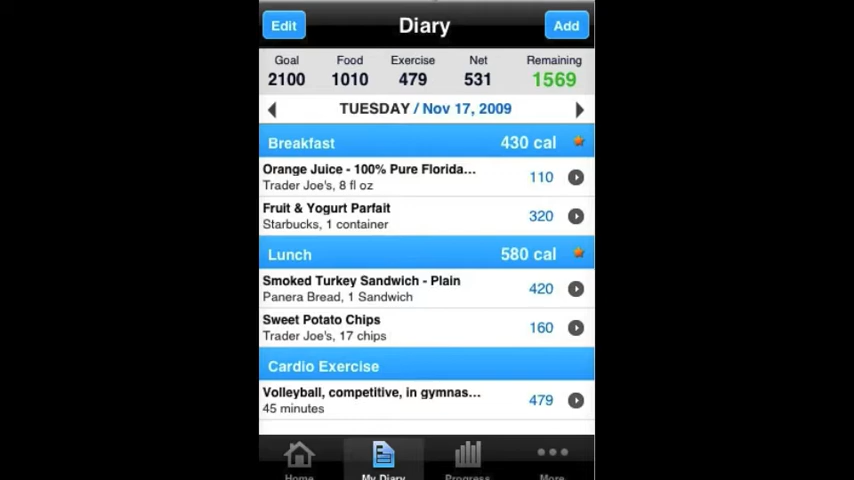 Edit Diary Add
Goal Food Exercise Net Remaining
2100 1010 479 531 1569
TUESDAY / Nov 17, 2009
Breakfast 430 cal
Orange Juice - 100% Pure Florida... 110
Trader Joe's, 8 fl oz
Fruit & Yogurt Parfait 320
Starbucks, 1 container
Lunch 580 cal
Smoked Turkey Sandwich - Plain 420
Panera Bread, 1 Sandwich
Sweet Potato Chips 160
Trader Joe's, 17 chips
Cardio Exercise
Volleyball, competitive, in gymnas... 479
45 minutes
Home My Diary Progress More